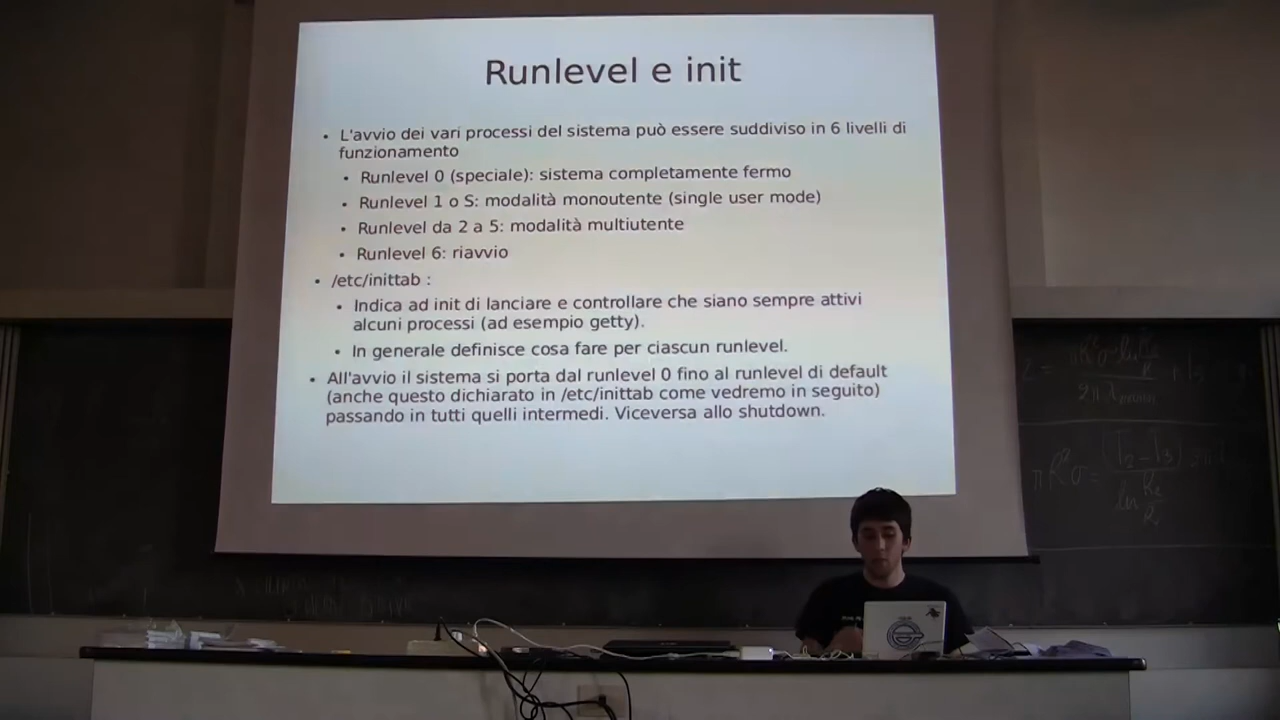 Runlevel e init
• L'avvio dei vari processi del sistema può essere suddiviso in 6 livelli di
funzionamento
• Runlevel 0 (speciale): sistema completamente fermo
• Runlevel 1 o S: modalità monoutente (single user mode)
• Runlevel da 2 a 5: modalità multiutente
• Runlevel 6: riavvio
• /etc/inittab :
• Indica ad init di lanciare e controllare che siano sempre attivi
alcuni processi (ad esempio getty).
• In generale definisce cosa fare per ciascun runlevel.
• All'avvio il sistema si porta dal runlevel 0 fino al runlevel di default
(anche questo dichiarato in /etc/inittab come vedremo in seguito)
passando in tutti quelli intermedi. Viceversa allo shutdown.